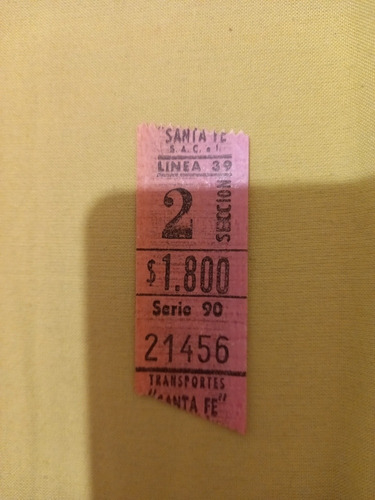 "SANTA FE
S. A. C. e I.
LINEA 39
2
SECCION
$1.800
Serie 90
21456
TRANSPORTES
"SANTA FE"